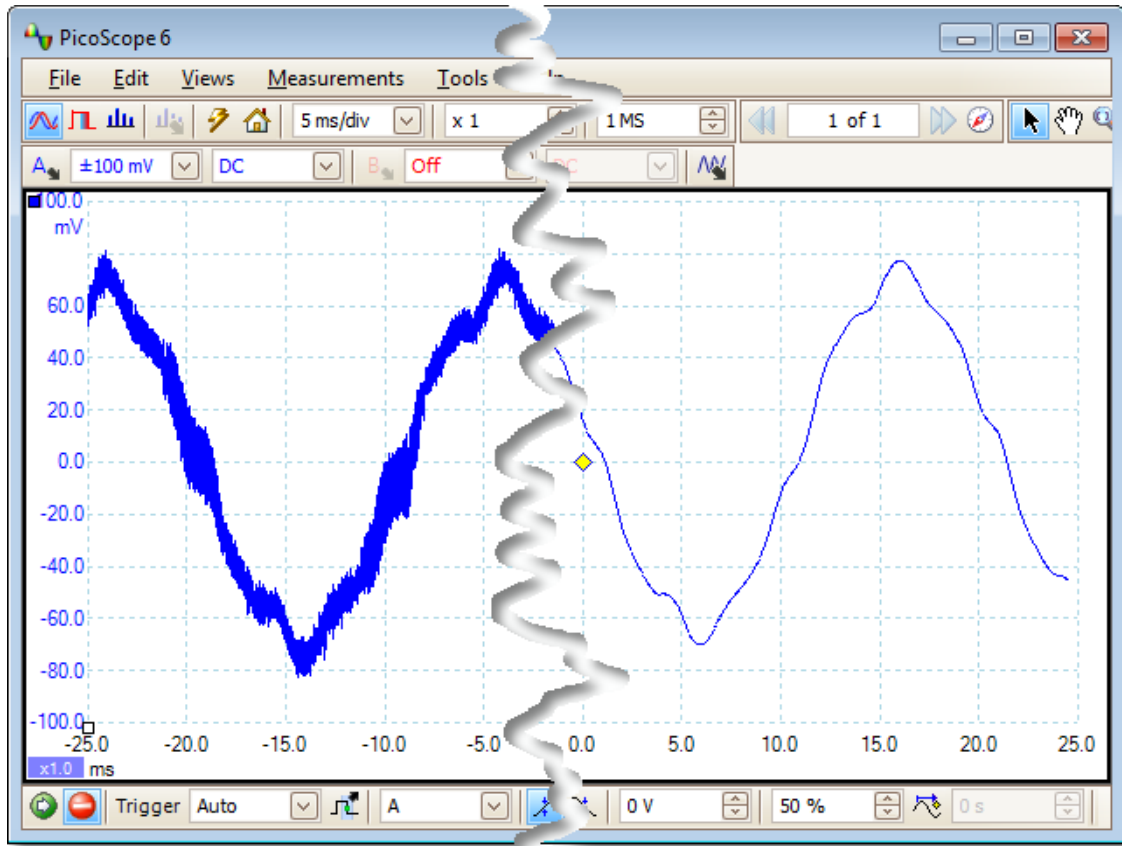 PicoScope 6
File Edit Views Measurements Tools
5 ms/div x 1 1 MS 1 of 1
A ±100 mV DC B Off DC
100.0
mV
60.0
40.0
20.0
0.0
-20.0
-40.0
-60.0
-80.0
-100.0
-25.0 -20.0 -15.0 -10.0 -5.0 0.0 5.0 10.0 15.0 20.0 25.0
x1.0 ms
Trigger Auto A 0 V 50 % 0 s